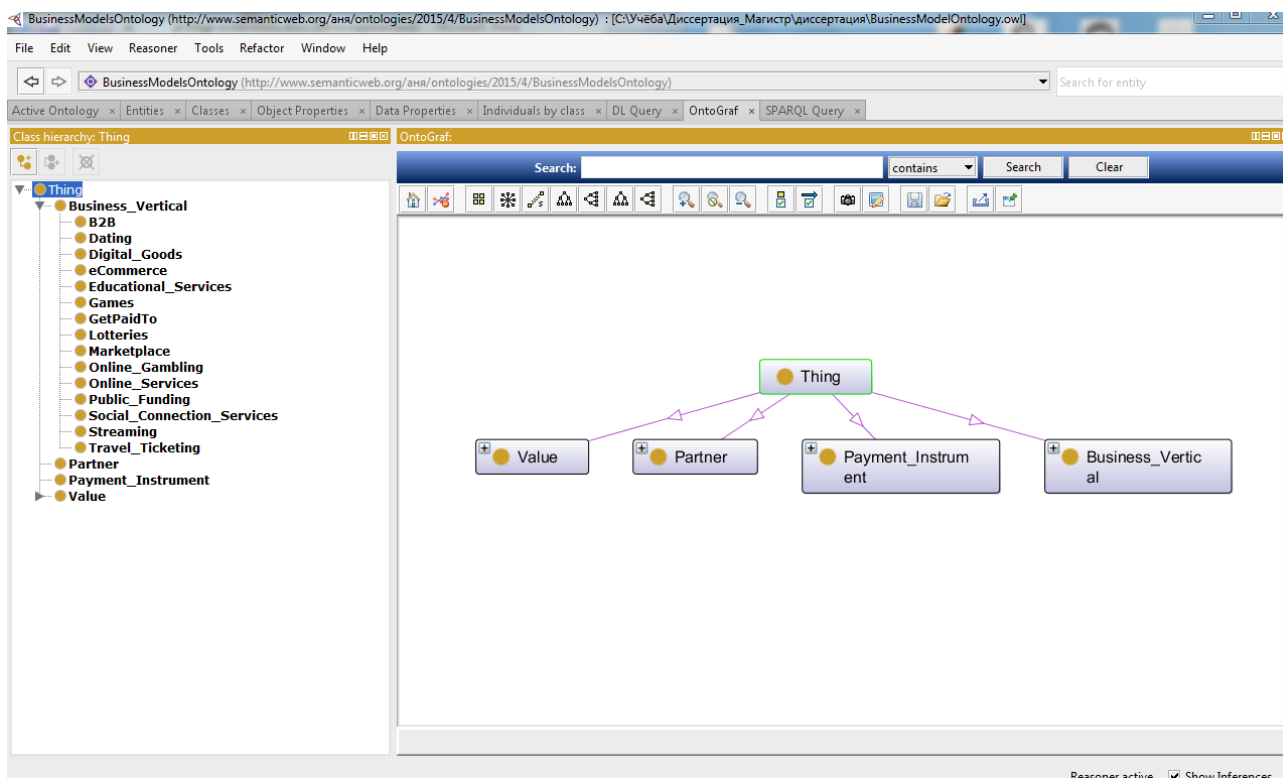 BusinessModelsOntology (http://www.semanticweb.org/аня/ontologies/2015/4/BusinessModelsOntology) : [C:\Учёба\Диссертация_Магистр\диссертация\BusinessModelOntology.owl]
File Edit View Reasoner Tools Refactor Window Help
BusinessModelsOntology (http://www.semanticweb.org/аня/ontologies/2015/4/BusinessModelsOntology) Search for entity
Active Ontology × Entities × Classes × Object Properties × Data Properties × Individuals by class × DL Query × OntoGraf × SPARQL Query ×
Class hierarchy: Thing
OntoGraf:
Search: contains Search Clear
Thing
Business_Vertical
B2B
Dating
Digital_Goods
eCommerce
Educational_Services
Games
GetPaidTo
Lotteries
Marketplace
Online_Gambling
Online_Services
Public_Funding
Social_Connection_Services
Streaming
Travel_Ticketing
Partner
Payment_Instrument
Value
Thing
Value
Partner
Payment_Instrum
ent
Business_Vertic
al
Reasoner active Show Inferences